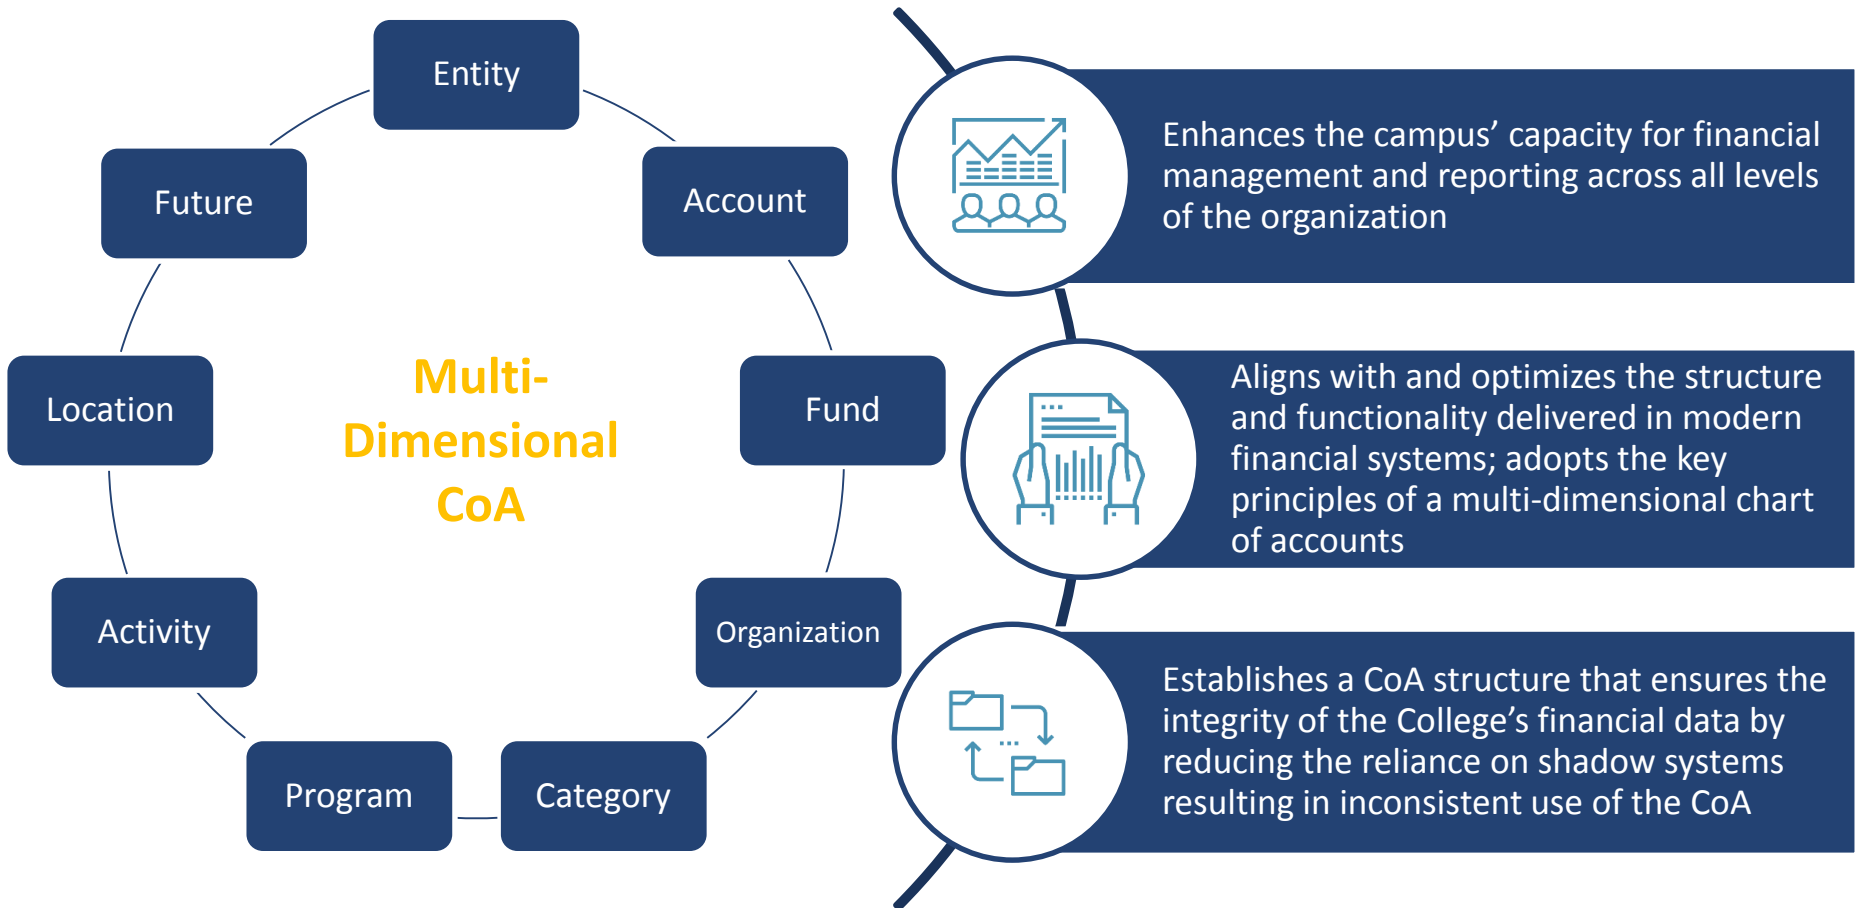 Entity
Account
Fund
Organization
Category
Program
Activity
Location
Future
Multi-
Dimensional
CoA
Enhances the campus’ capacity for financial
management and reporting across all levels
of the organization
Aligns with and optimizes the structure
and functionality delivered in modern
financial systems; adopts the key
principles of a multi-dimensional chart
of accounts
Establishes a CoA structure that ensures the
integrity of the College’s financial data by
reducing the reliance on shadow systems
resulting in inconsistent use of the CoA